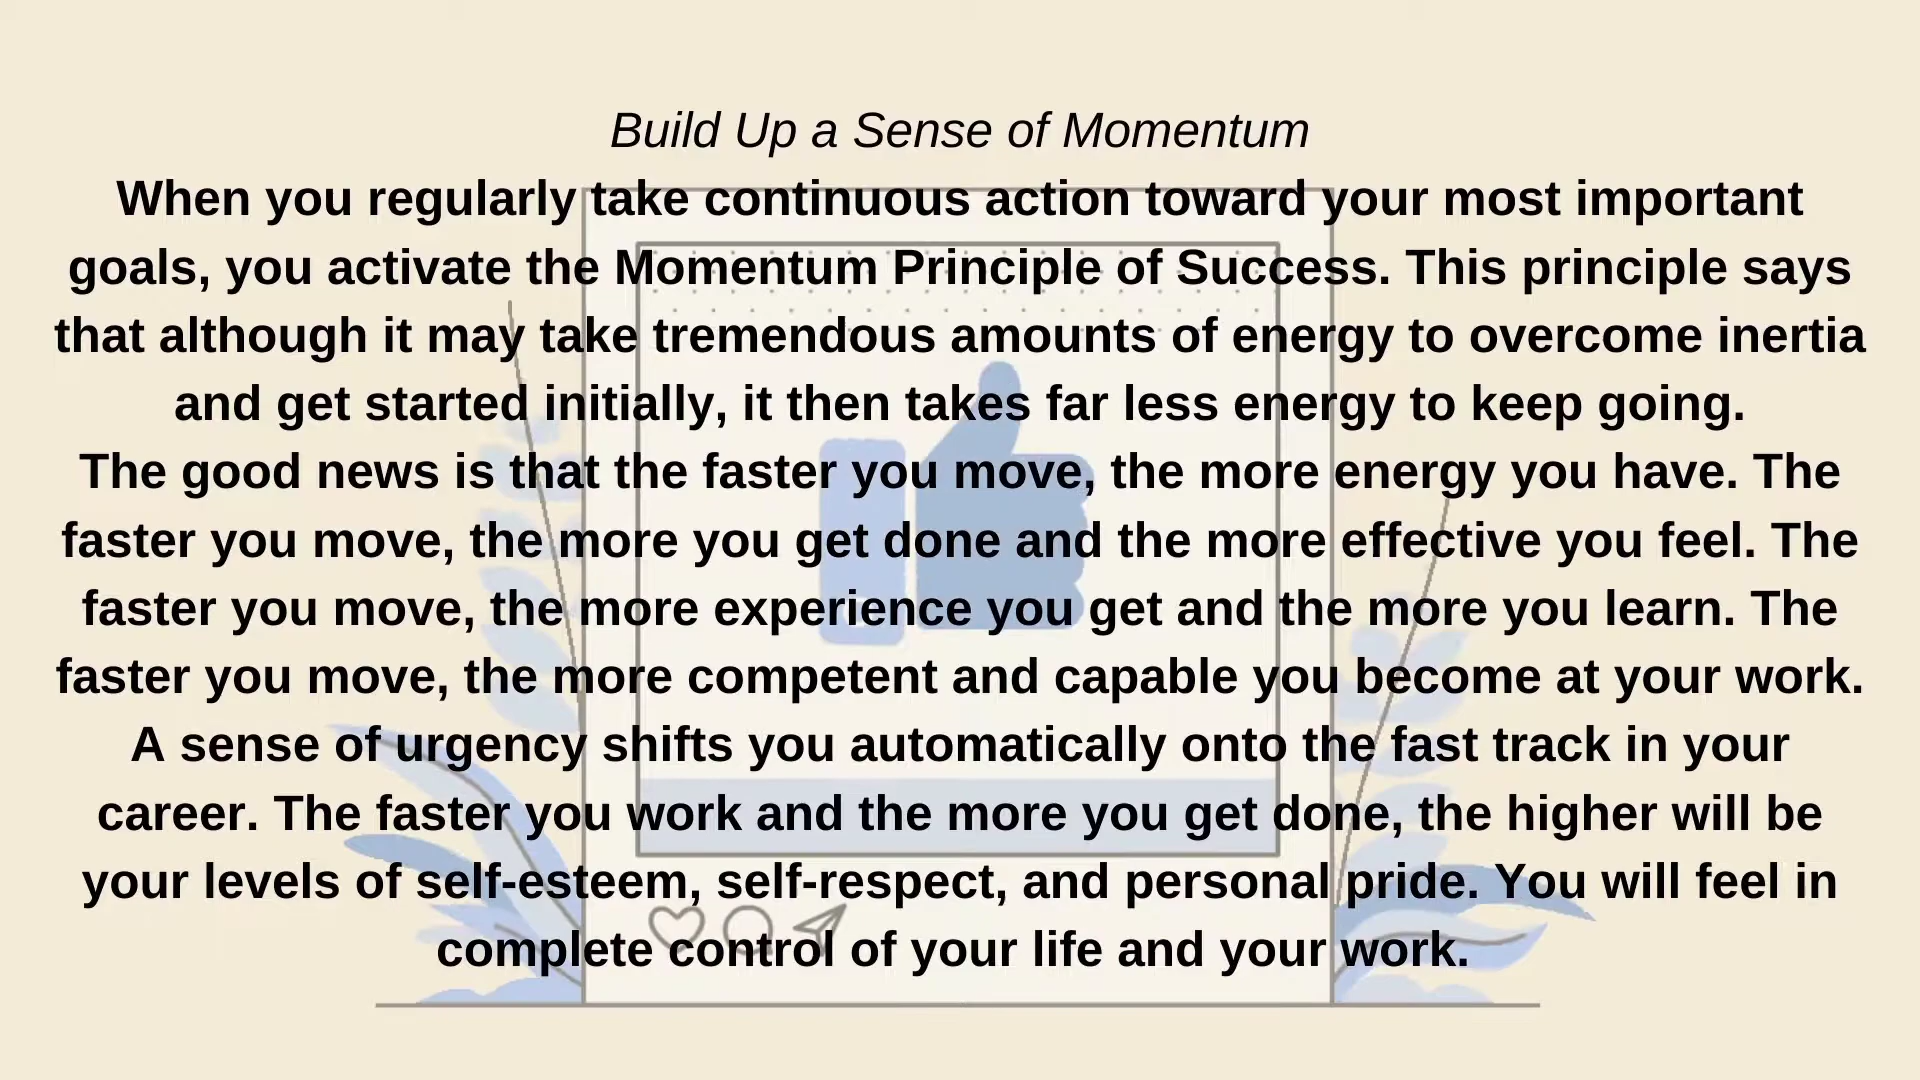 Build Up a Sense of Momentum
When you regularly take continuous action toward your most important
goals, you activate the Momentum Principle of Success. This principle says
that although it may take tremendous amounts of energy to overcome inertia
and get started initially, it then takes far less energy to keep going.
The good news is that the faster you move, the more energy you have. The
faster you move, the more you get done and the more effective you feel. The
faster you move, the more experience you get and the more you learn. The
faster you move, the more competent and capable you become at your work.
A sense of urgency shifts you automatically onto the fast track in your
career. The faster you work and the more you get done, the higher will be
your levels of self-esteem, self-respect, and personal pride. You will feel in
complete control of your life and your work.